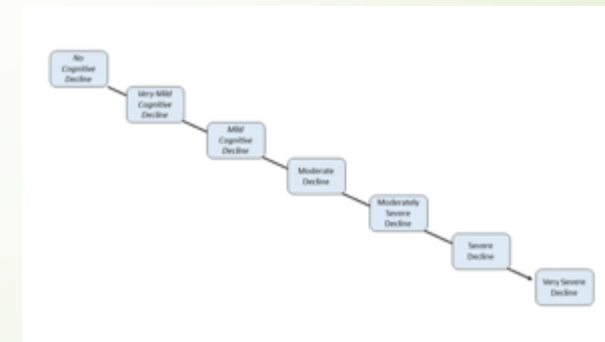 No
Cognitive
Decline
Very Mild
Cognitive
Decline
Mild
Cognitive
Decline
Moderate
Decline
Moderately
Severe
Decline
Severe
Decline
Very Severe
Decline